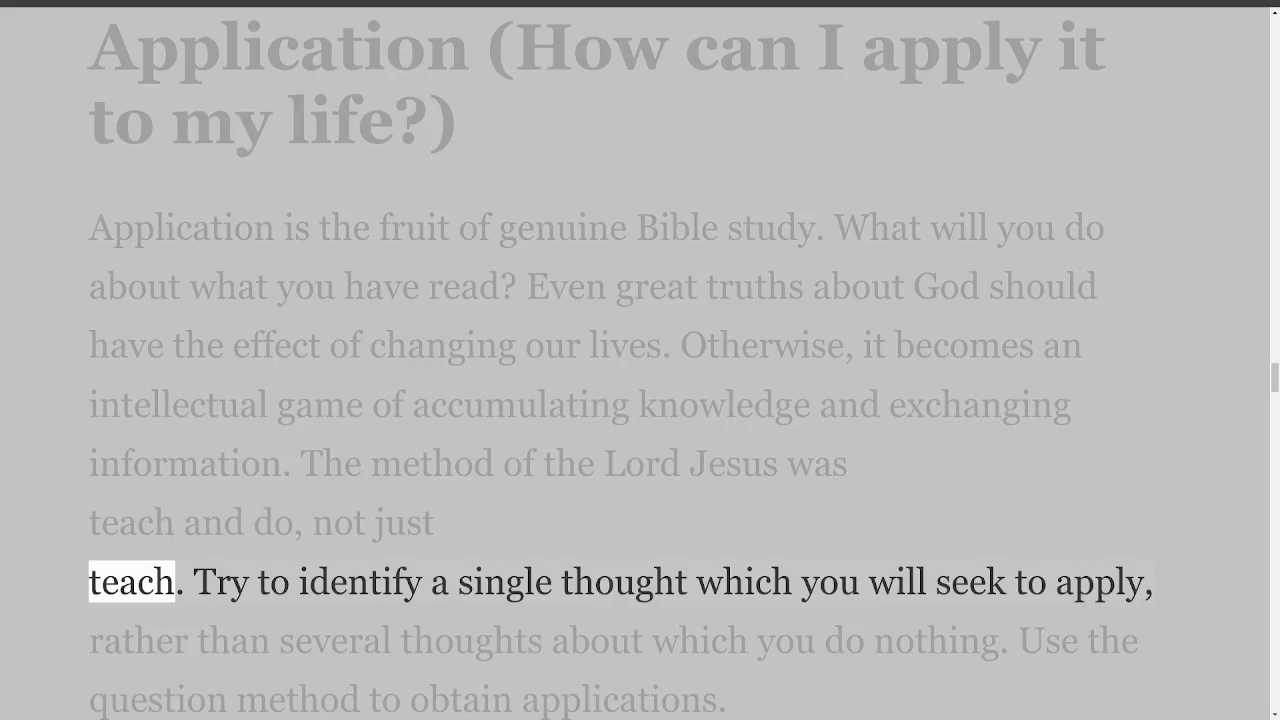 Application (How can I apply it
to my life?)
Application is the fruit of genuine Bible study. What will you do
about what you have read? Even great truths about God should
have the effect of changing our lives. Otherwise, it becomes an
intellectual game of accumulating knowledge and exchanging
information. The method of the Lord Jesus was
teach and do, not just
teach. Try to identify a single thought which you will seek to apply,
rather than several thoughts about which you do nothing. Use the
question method to obtain applications.